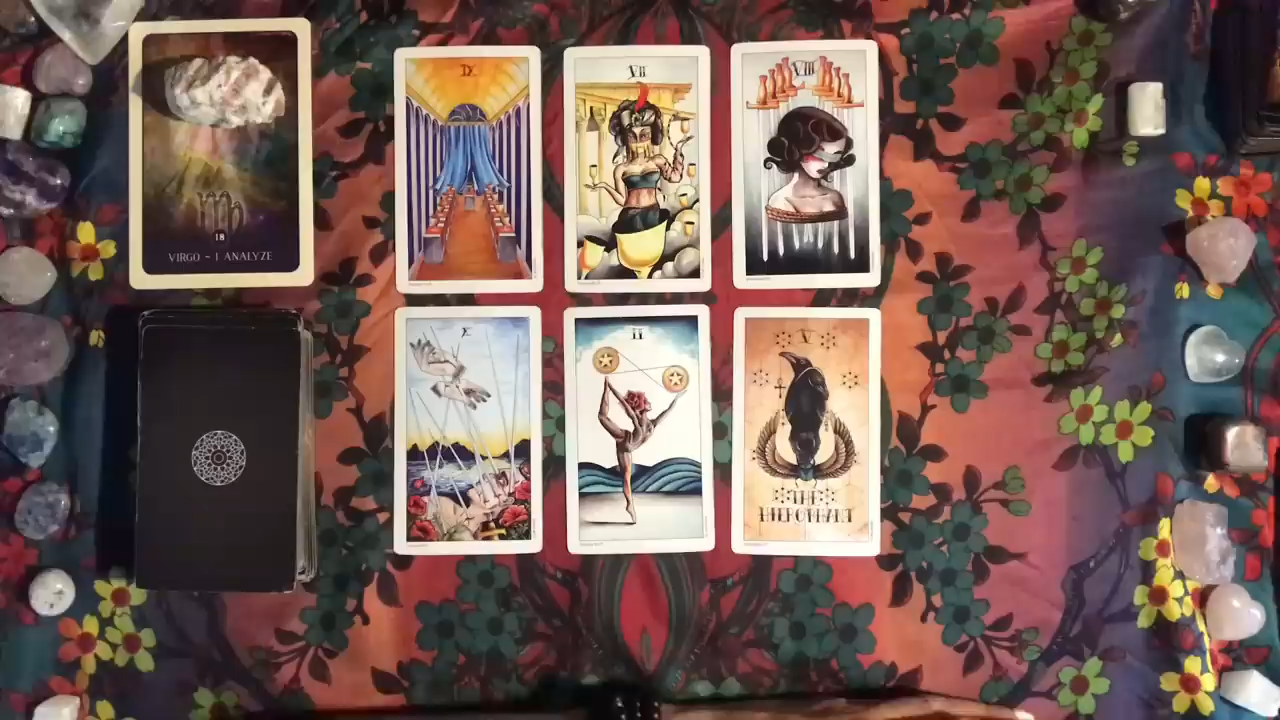 IX
VII
VIII
18
VIRGO ~ I ANALYZE
X
II
V
THE
HIEROPHANT